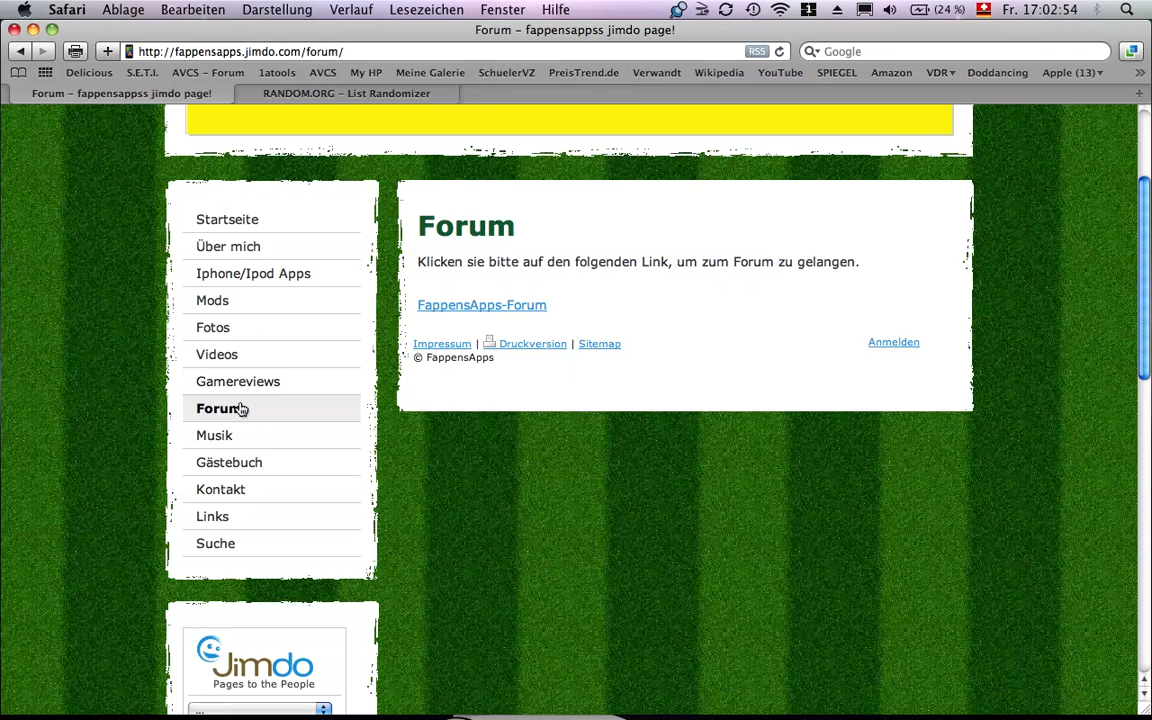 Safari Ablage Bearbeiten Darstellung Verlauf Lesezeichen Fenster Hilfe 1 (24 %) Fr. 17:02:54
Forum – fappensappss jimdo page!
http://fappensapps.jimdo.com/forum/ RSS Google
Delicious S.E.T.I. AVCS – Forum 1atools AVCS My HP Meine Galerie SchuelerVZ PreisTrend.de Verwandt Wikipedia YouTube SPIEGEL Amazon VDR Doddancing Apple (13)
Forum – fappensappss jimdo page! RANDOM.ORG – List Randomizer
Startseite
Über mich
Iphone/Ipod Apps
Mods
Fotos
Videos
Gamereviews
Forum
Musik
Gästebuch
Kontakt
Links
Suche
Forum
Klicken sie bitte auf den folgenden Link, um zum Forum zu gelangen.
FappensApps-Forum
Impressum | Druckversion | Sitemap Anmelden
© FappensApps
Jimdo
Pages to the People
...